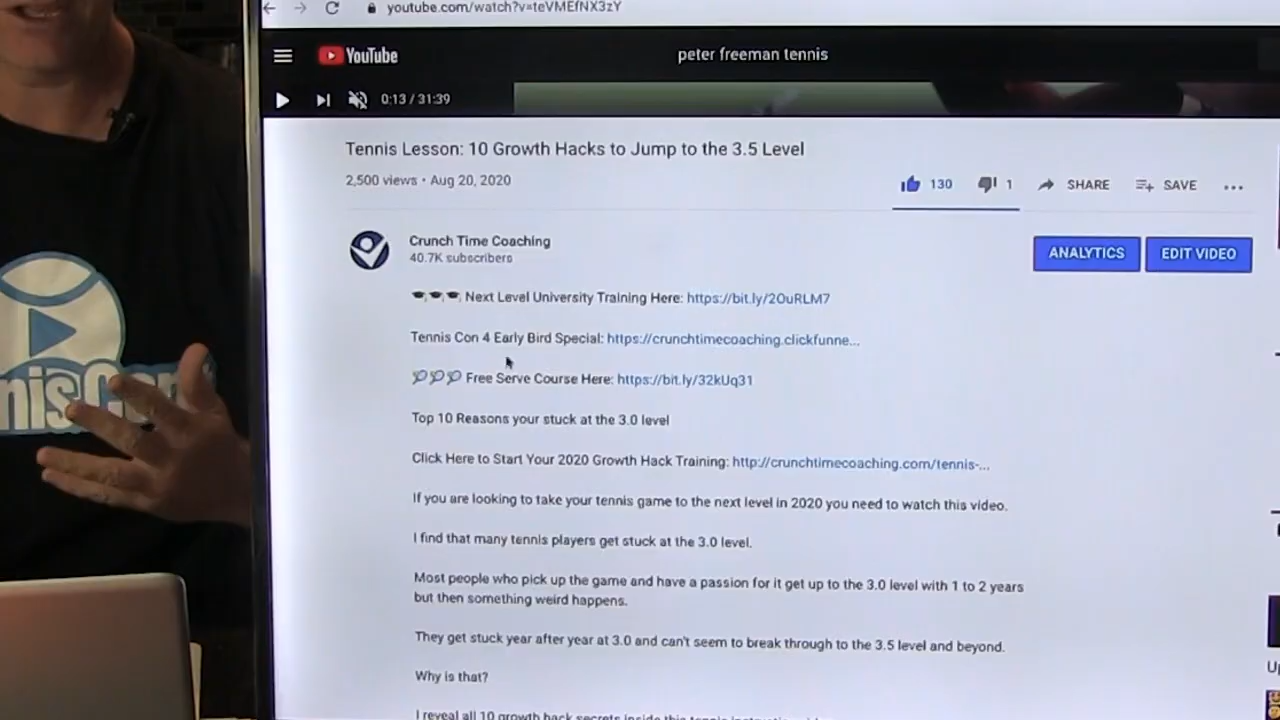 youtube.com/watch?v=teVMEfNX3zY
YouTube
peter freeman tennis
0:13 / 31:39
Tennis Lesson: 10 Growth Hacks to Jump to the 3.5 Level
2,500 views • Aug 20, 2020
130
1
SHARE
SAVE
Crunch Time Coaching
40.7K subscribers
ANALYTICS
EDIT VIDEO
Next Level University Training Here: https://bit.ly/2OuRLM7
Tennis Con 4 Early Bird Special: https://crunchtimecoaching.clickfunne...
Free Serve Course Here: https://bit.ly/32kUq31
Top 10 Reasons your stuck at the 3.0 level
Click Here to Start Your 2020 Growth Hack Training: http://crunchtimecoaching.com/tennis-...
If you are looking to take your tennis game to the next level in 2020 you need to watch this video.
I find that many tennis players get stuck at the 3.0 level.
Most people who pick up the game and have a passion for it get up to the 3.0 level with 1 to 2 years
but then something weird happens.
They get stuck year after year at 3.0 and can't seem to break through to the 3.5 level and beyond.
Why is that?
I reveal all 10 growth hack secrets inside this tennis